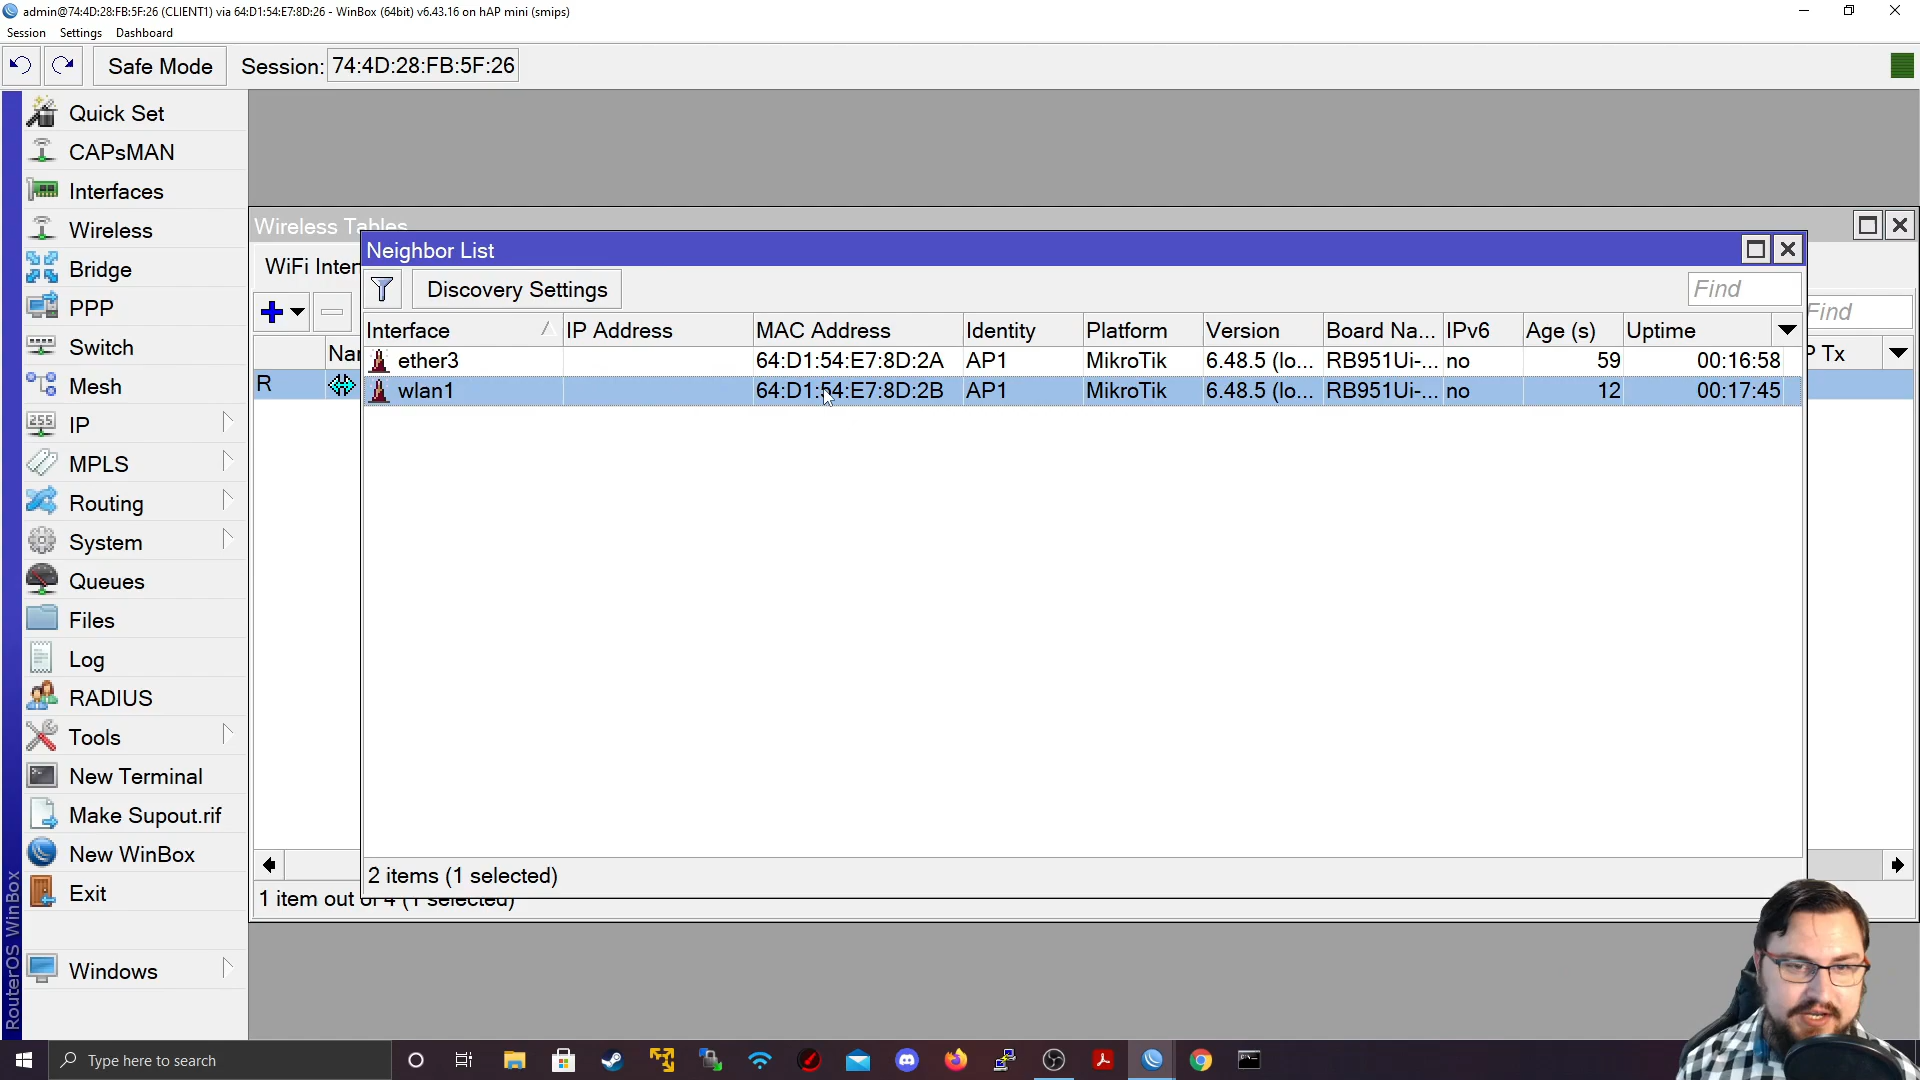 admin@74:4D:28:FB:5F:26 (CLIENT1) via 64:D1:54:E7:8D:26 - WinBox (64bit) v6.43.16 on hAP mini (smips)
Session Settings Dashboard
Safe Mode Session: 74:4D:28:FB:5F:26
Quick Set
CAPsMAN
Interfaces
Wireless
Bridge
PPP
Switch
Mesh
IP
MPLS
Routing
System
Queues
Files
Log
RADIUS
Tools
New Terminal
Make Supout.rif
New WinBox
Exit
Windows
RouterOS WinBox
Wireless Tables
WiFi Inter
Find
Nar
P Tx
R
1 item out of 4 (1 selected)
Neighbor List
Discovery Settings
Find
Interface IP Address MAC Address Identity Platform Version Board Na... IPv6 Age (s) Uptime
ether3 64:D1:54:E7:8D:2A AP1 MikroTik 6.48.5 (lo... RB951Ui-... no 59 00:16:58
wlan1 64:D1:54:E7:8D:2B AP1 MikroTik 6.48.5 (lo... RB951Ui-... no 12 00:17:45
2 items (1 selected)
Type here to search